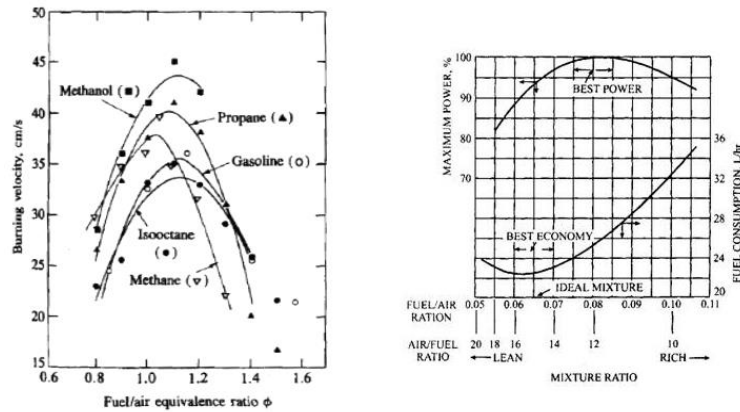 Burning velocity, cm/s
50
45
40
35
30
25
20
15
Methanol (■)
Propane (▲)
Gasoline (○)
Isooctane
(●)
Methane (▽)
0.6
0.8
1.0
1.2
1.4
1.6
Fuel/air equivalence ratio ϕ
MAXIMUM POWER, %
100
90
80
70
BEST POWER
36
32
28
24
20
FUEL CONSUMPTION, L/hr
BEST ECONOMY
IDEAL MIXTURE
FUEL/AIR
RATION
0.05
0.06
0.07
0.08
0.09
0.10
0.11
AIR/FUEL
RATIO
20
18
16
14
12
10
LEAN
RICH
MIXTURE RATIO